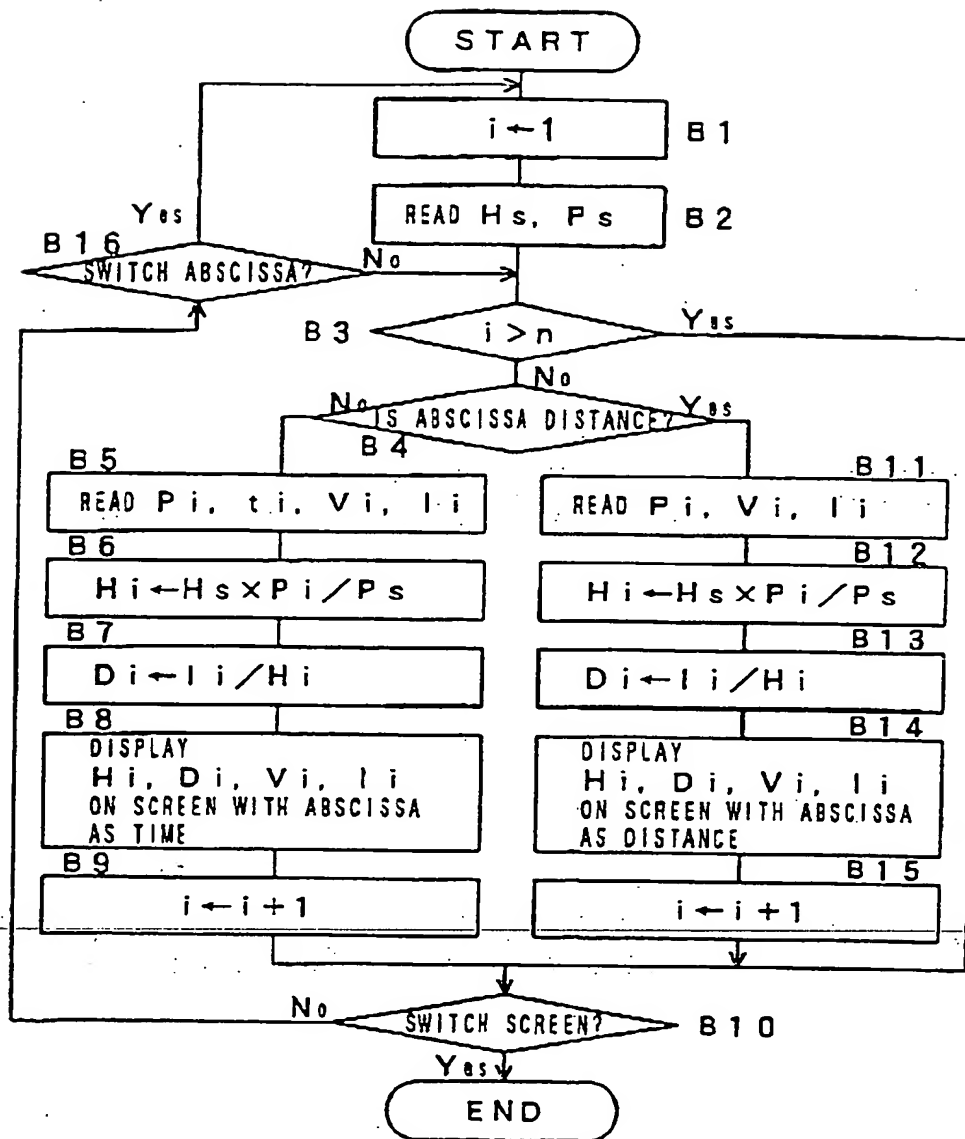 START
i←1 B1
READ Hs, Ps B2
Yes
B16
SWITCH ABSCISSA? No
B3 i>n Yes
No
No IS ABSCISSA DISTANCE? Yes
B4
B5
READ Pi, ti, Vi, Ii
B6
Hi←Hs×Pi/Ps
B7
Di←Ii/Hi
B8
DISPLAY
Hi, Di, Vi, Ii
ON SCREEN WITH ABSCISSA
AS TIME
B9
i←i+1
B11
READ Pi, Vi, Ii
B12
Hi←Hs×Pi/Ps
B13
Di←Ii/Hi
B14
DISPLAY
Hi, Di, Vi, Ii
ON SCREEN WITH ABSCISSA
AS DISTANCE
B15
i←i+1
No SWITCH SCREEN? B10
Yes
END